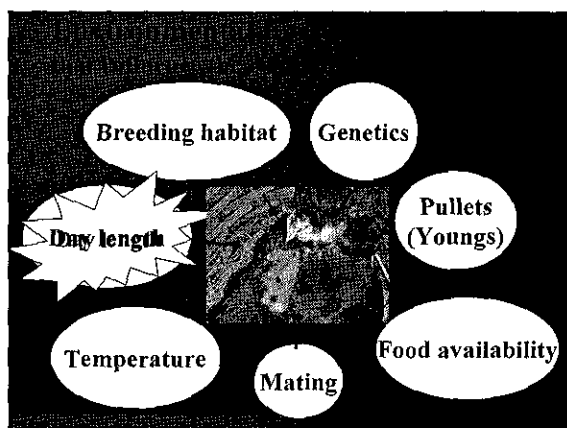 Breeding habitat
Genetics
Day length
Pullets
(Youngs)
Temperature
Mating
Food availability